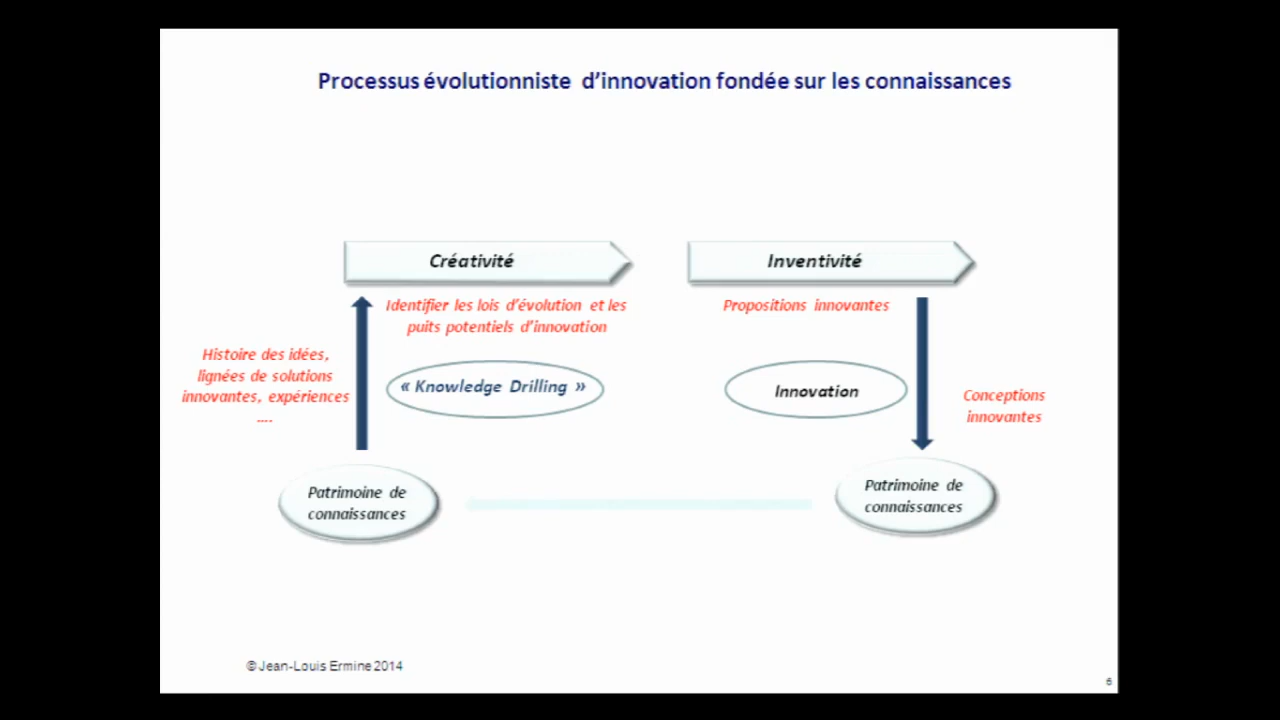 Processus évolutionniste d’innovation fondée sur les connaissances
Créativité
Inventivité
Identifier les lois d’évolution et les
puits potentiels d’innovation
Propositions innovantes
Histoire des idées,
lignées de solutions
innovantes, expériences
....
« Knowledge Drilling »
Innovation
Conceptions
innovantes
Patrimoine de
connaissances
Patrimoine de
connaissances
© Jean-Louis Ermine 2014
6